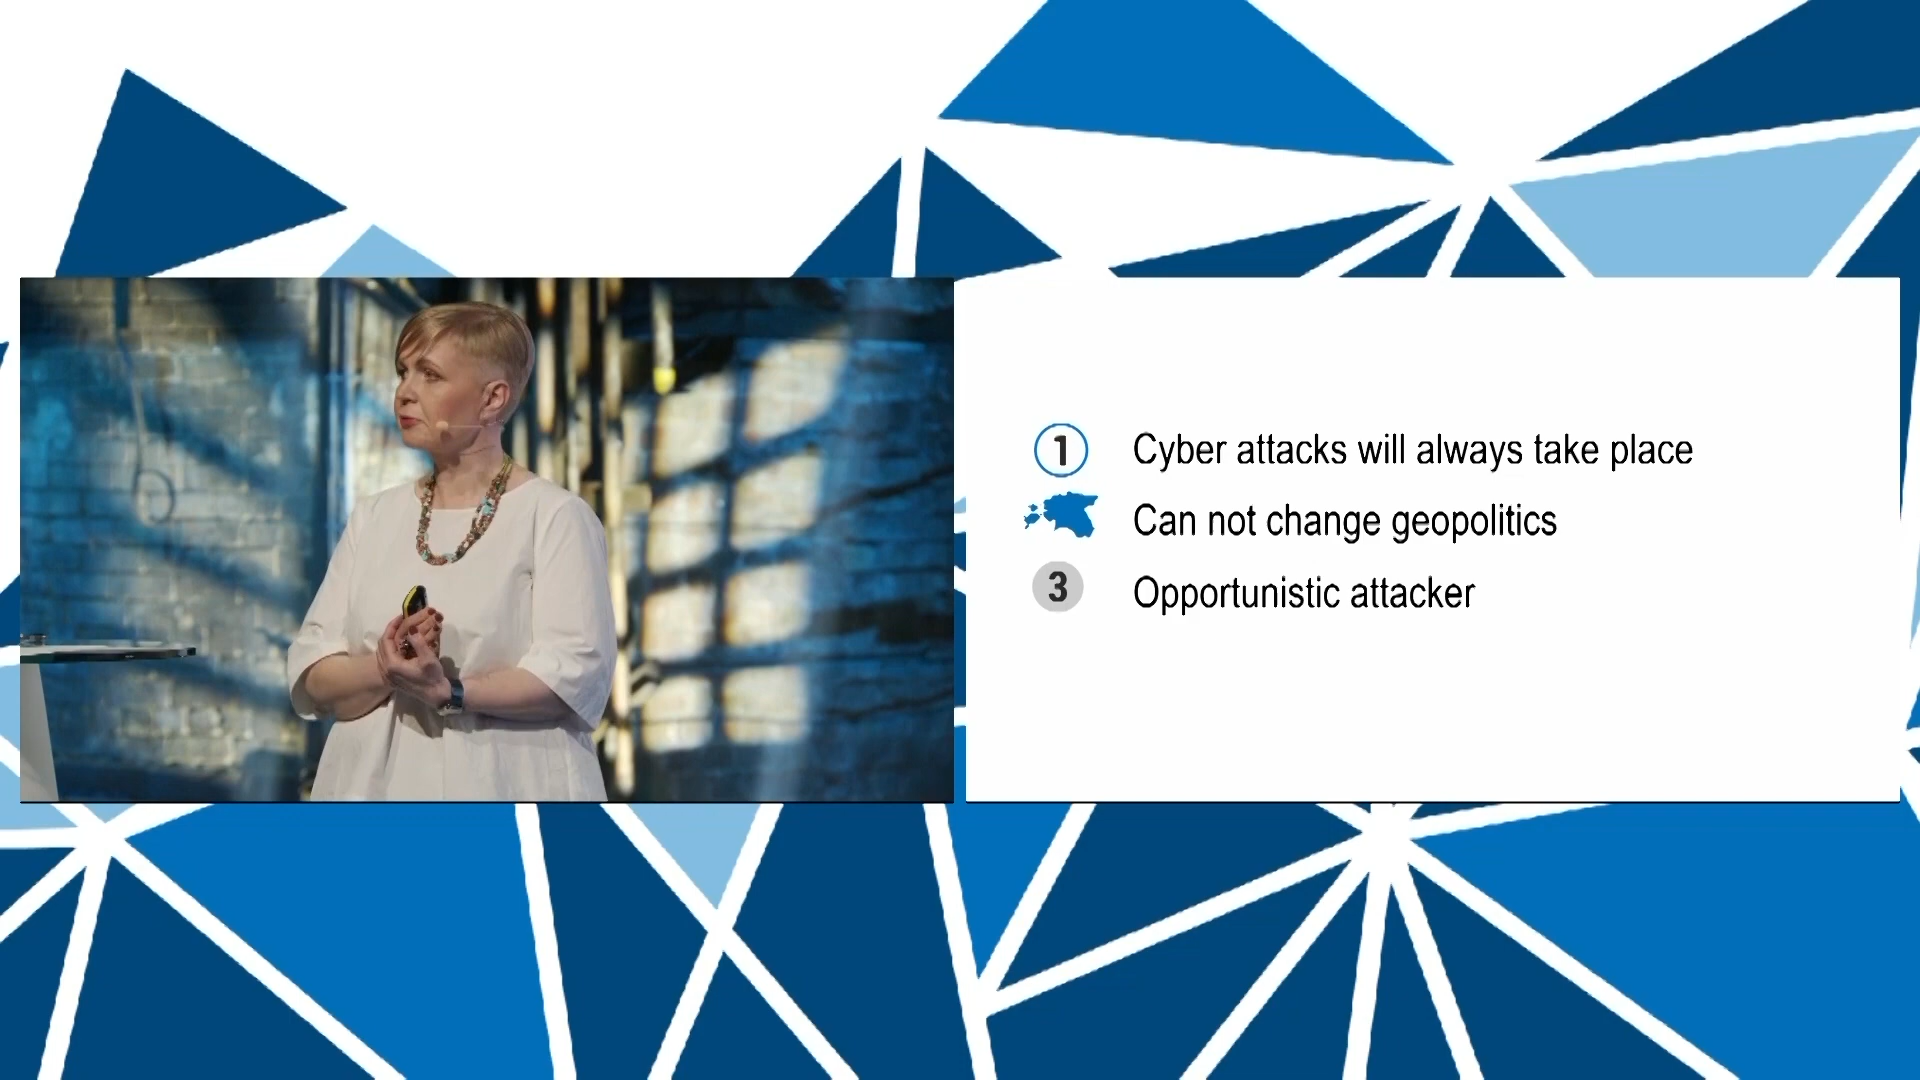 1 Cyber attacks will always take place
Can not change geopolitics
3 Opportunistic attacker